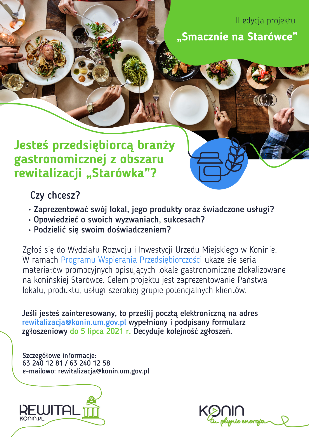 II edycja projektu
„Smacznie na Starówce”
Jesteś przedsiębiorcą branży
gastronomicznej z obszaru
rewitalizacji „Starówka”?
Czy chcesz?
• Zaprezentować swój lokal, jego produkty oraz świadczone usługi?
• Opowiedzieć o swoich wyzwaniach, sukcesach?
• Podzielić się swoim doświadczeniem?
Zgłoś się do Wydziału Rozwoju i Inwestycji Urzędu Miejskiego w Koninie.
W ramach Programu Wspierania Przedsiębiorczości ukaże się seria
materiałów promocyjnych opisujących lokale gastronomiczne zlokalizowane
na konińskiej Starówce. Celem projektu jest zaprezentowanie Państwa
lokalu, produktu, usługi szerokiej grupie potencjalnych klientów.
Jeśli jesteś zainteresowany, to prześlij pocztą elektroniczną na adres
rewitalizacja@konin.um.gov.pl wypełniony i podpisany formularz
zgłoszeniowy do 5 lipca 2021 r. Decyduje kolejność zgłoszeń.
Szczegółowe informacje:
63 240 12 81 / 63 240 12 58
e-mailowo: rewitalizacja@konin.um.gov.pl
REWITAL
KONIN.PL
KONIN
tu płynie energia